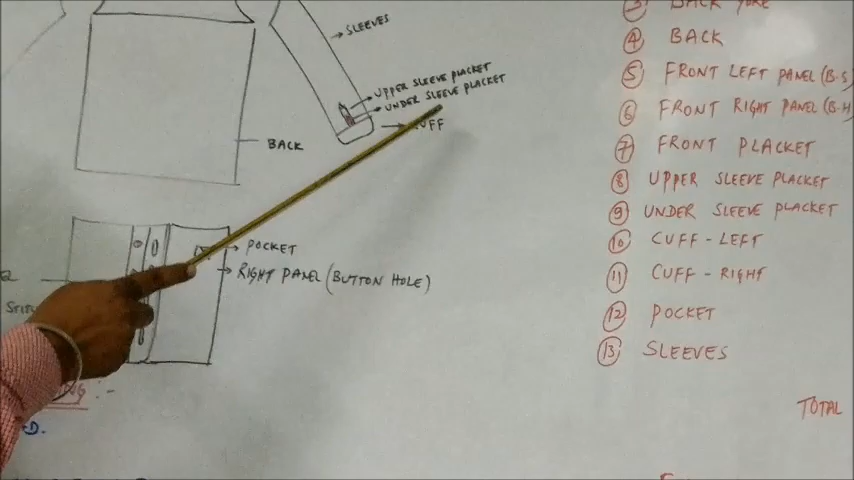 SLEEVES
UPPER SLEEVE PLACKET
UNDER SLEEVE PLACKET
CUFF
BACK
POCKET
RIGHT PANEL (BUTTON HOLE)
:-
D.
3 BACK YOKE
4 BACK
5 FRONT LEFT PANEL (B-S
6 FRONT RIGHT PANEL (B-H
7 FRONT PLACKET
8 UPPER SLEEVE PLACKET
9 UNDER SLEEVE PLACKET
10 CUFF-LEFT
11 CUFF-RIGHT
12 POCKET
13 SLEEVES
TOTAL